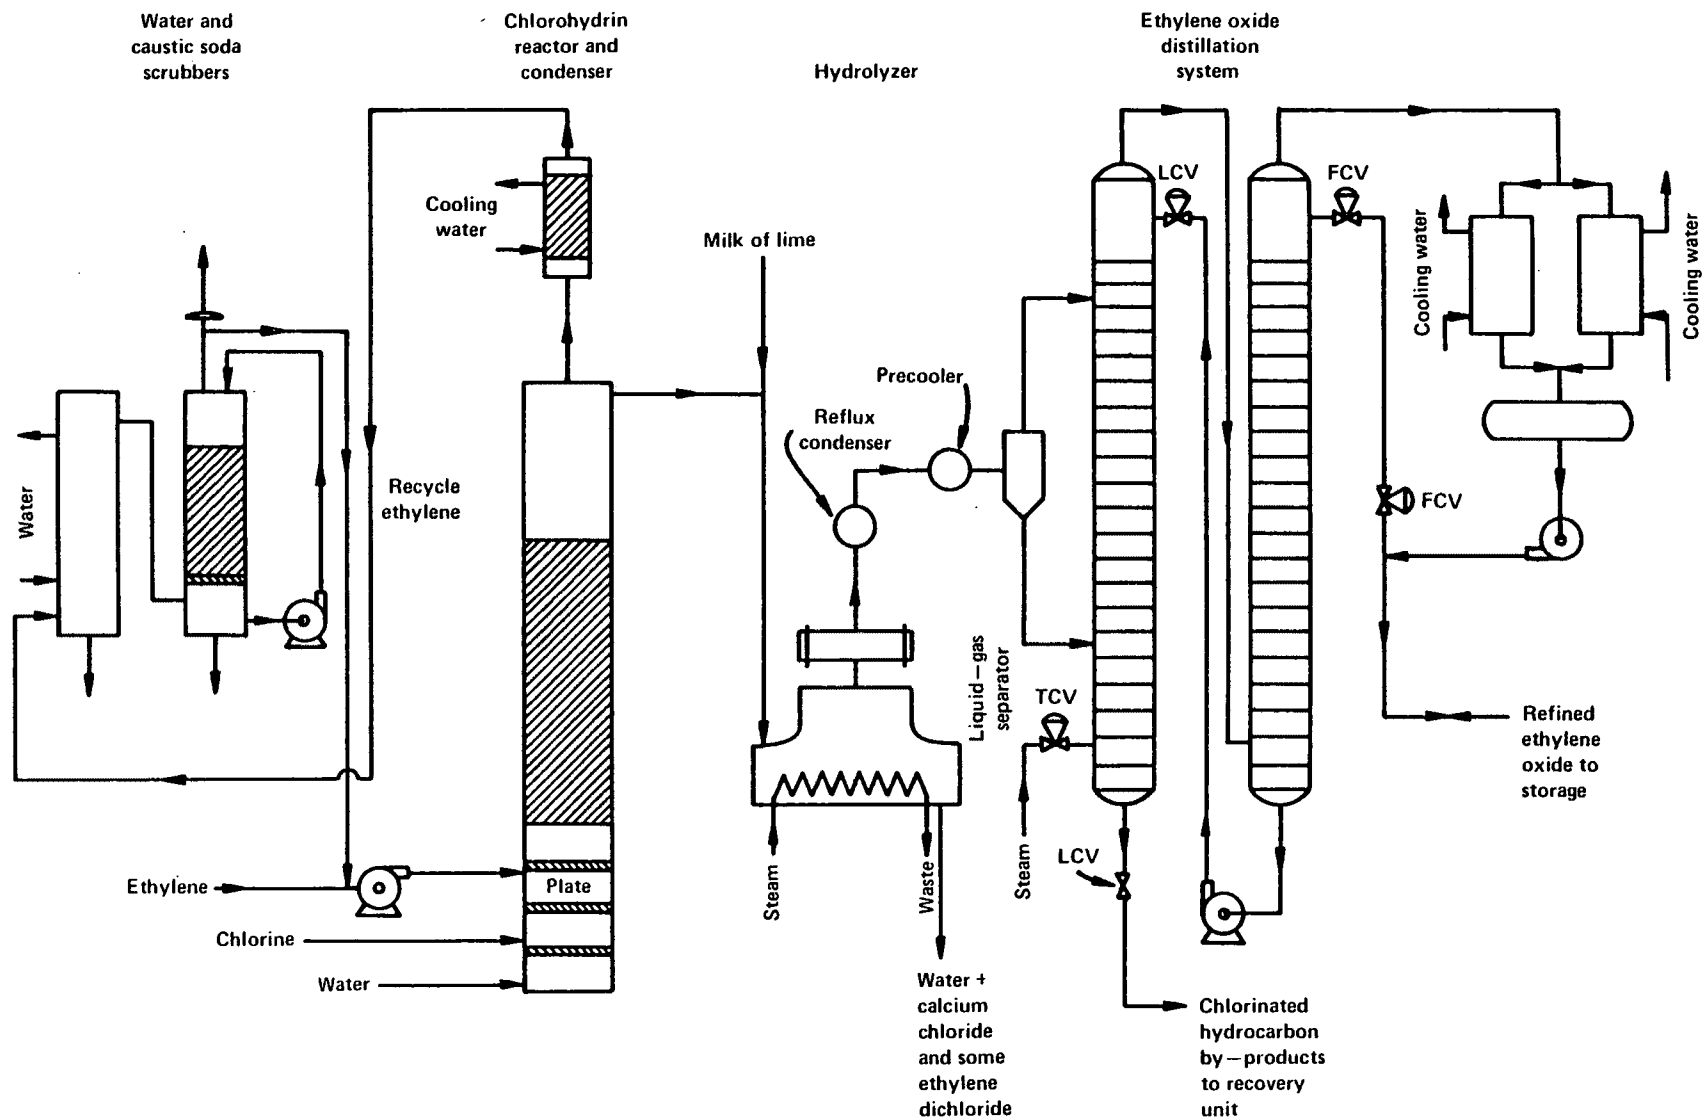 Water and
caustic soda
scrubbers
Chlorohydrin
reactor and
condenser
Hydrolyzer
Ethylene oxide
distillation
system
Cooling
water
Milk of lime
LCV
FCV
Cooling water
Cooling water
Precooler
Reflux
condenser
Water
Recycle
ethylene
FCV
Liquid-gas
separator
TCV
Refined
ethylene
oxide to
storage
Ethylene
Plate
Steam
Waste
Steam
LCV
Chlorine
Water
Water +
calcium
chloride
and some
ethylene
dichloride
Chlorinated
hydrocarbon
by-products
to recovery
unit